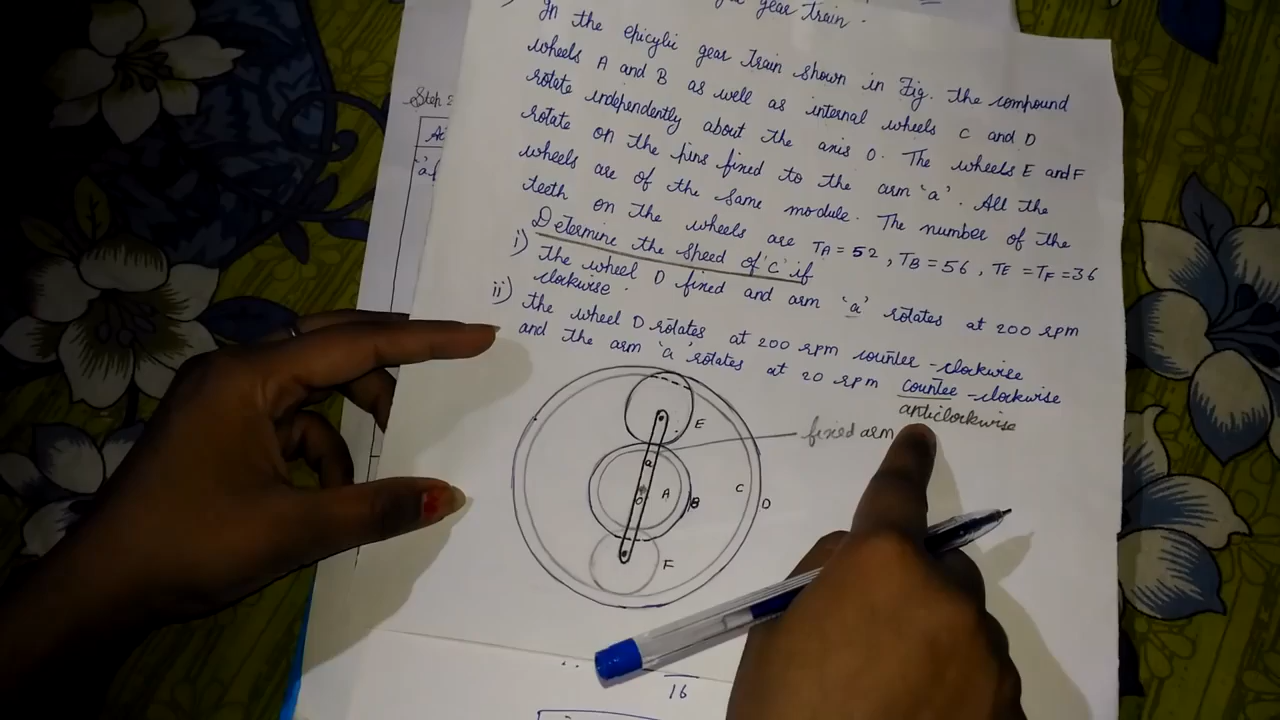 gear train.
In the epicylic gear train shown in Fig. the compound
wheels A and B as well as internal wheels C and D
rotate independently about the axis O. The wheels E and F
rotate on the pins fixed to the arm 'a'. All the
wheels are of the same module. The number of the
teeth on the wheels are TA = 52, TB = 56, TE = TF = 36
Determine the speed of 'C' if
i) The wheel D fixed and arm 'a' rotates at 200 rpm
clockwise.
ii) The wheel D rotates at 200 rpm counter-clockwise
and the arm 'a' rotates at 20 rpm counter-clockwise
anticlockwise
fixed arm
E
a
O
A
B
C
D
F
Step 2
16